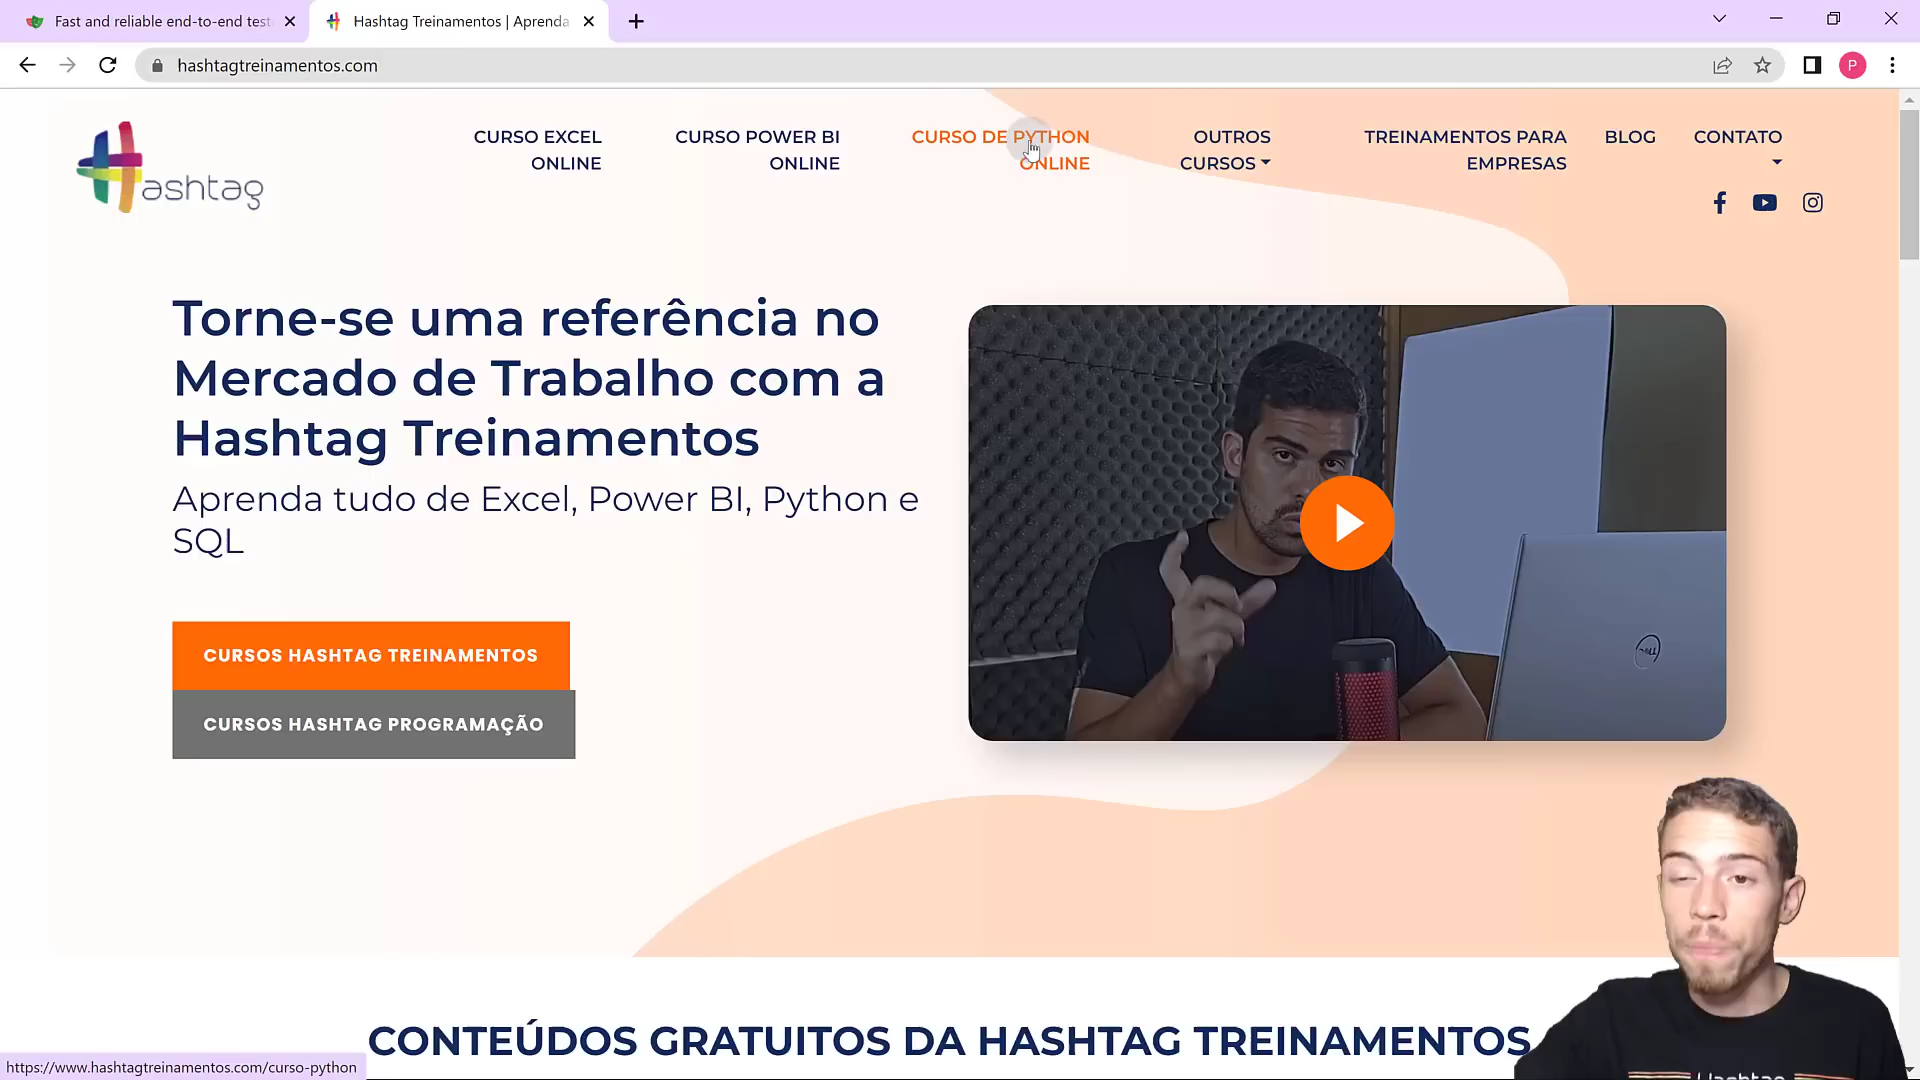 Fast and reliable end-to-end test
Hashtag Treinamentos | Aprenda
hashtagtreinamentos.com
P
ashtag
CURSO EXCEL
ONLINE
CURSO POWER BI
ONLINE
CURSO DE PYTHON
ONLINE
OUTROS
CURSOS
TREINAMENTOS PARA
EMPRESAS
BLOG
CONTATO
Torne-se uma referência no
Mercado de Trabalho com a
Hashtag Treinamentos
Aprenda tudo de Excel, Power BI, Python e
SQL
CURSOS HASHTAG TREINAMENTOS
CURSOS HASHTAG PROGRAMAÇÃO
DELL
CONTEÚDOS GRATUITOS DA HASHTAG TREINAMENTOS
https://www.hashtagtreinamentos.com/curso-python